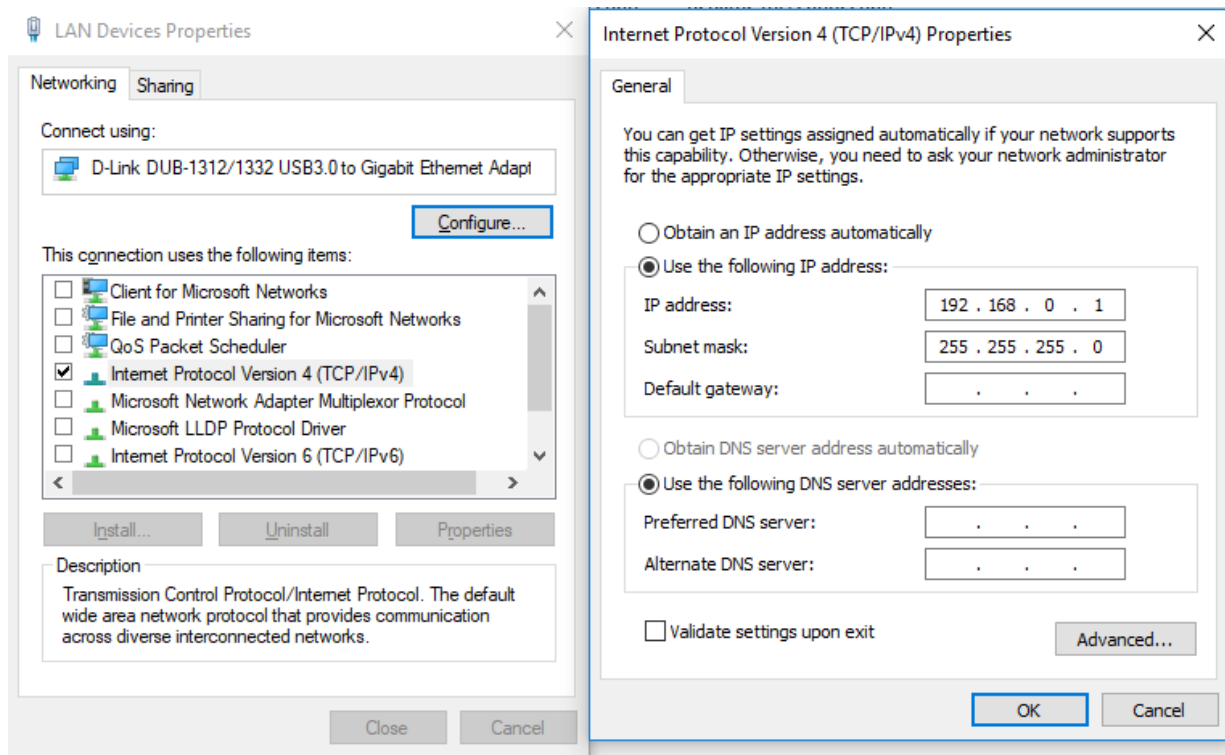 LAN Devices Properties
Networking
Sharing
Connect using:
D-Link DUB-1312/1332 USB3.0 to Gigabit Ethernet Adapt
Configure...
This connection uses the following items:
Client for Microsoft Networks
File and Printer Sharing for Microsoft Networks
QoS Packet Scheduler
Internet Protocol Version 4 (TCP/IPv4)
Microsoft Network Adapter Multiplexor Protocol
Microsoft LLDP Protocol Driver
Internet Protocol Version 6 (TCP/IPv6)
Install...
Uninstall
Properties
Description
Transmission Control Protocol/Internet Protocol. The default
wide area network protocol that provides communication
across diverse interconnected networks.
Close
Cancel
Internet Protocol Version 4 (TCP/IPv4) Properties
General
You can get IP settings assigned automatically if your network supports
this capability. Otherwise, you need to ask your network administrator
for the appropriate IP settings.
Obtain an IP address automatically
Use the following IP address:
IP address:
192 . 168 . 0 . 1
Subnet mask:
255 . 255 . 255 . 0
Default gateway:
. . .
Obtain DNS server address automatically
Use the following DNS server addresses:
Preferred DNS server:
. . .
Alternate DNS server:
. . .
Validate settings upon exit
Advanced...
OK
Cancel